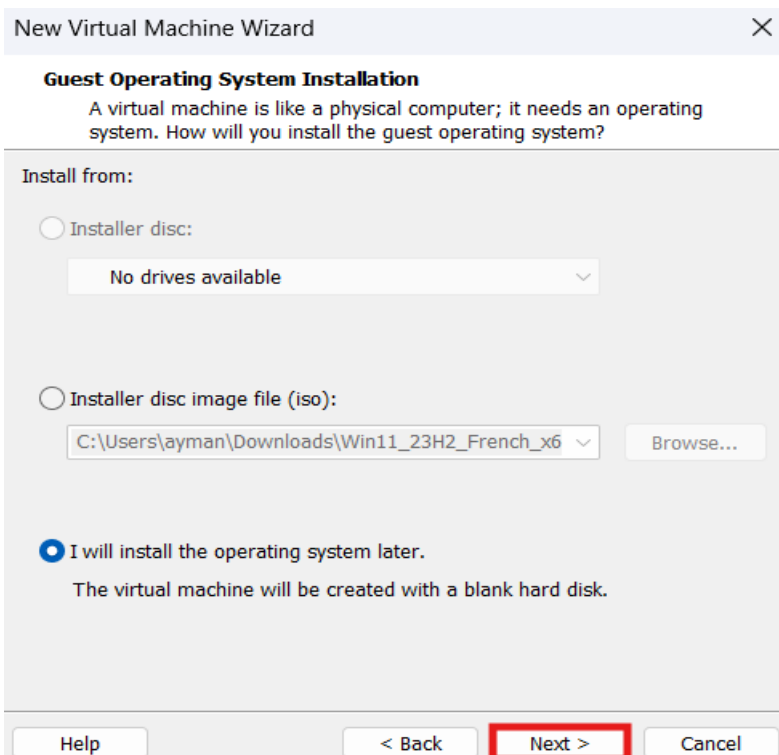 New Virtual Machine Wizard
Guest Operating System Installation
A virtual machine is like a physical computer; it needs an operating
system. How will you install the guest operating system?
Install from:
Installer disc:
No drives available
Installer disc image file (iso):
C:\Users\ayman\Downloads\Win11_23H2_French_x6
Browse...
I will install the operating system later.
The virtual machine will be created with a blank hard disk.
Help < Back Next > Cancel